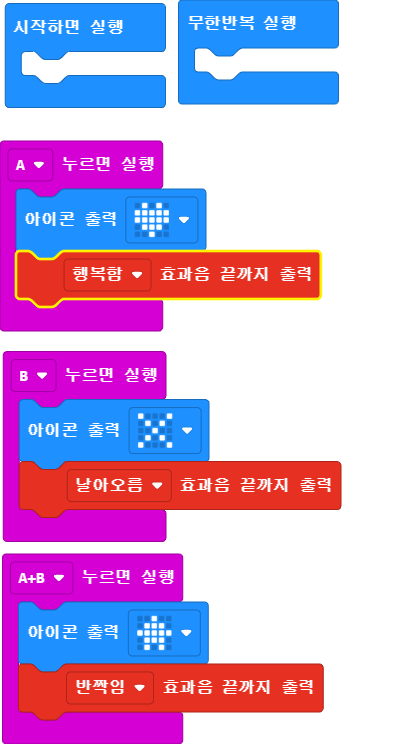 시작하면 실행
무한반복 실행
A 누르면 실행
아이콘 출력
행복함 효과음 끝까지 출력
B 누르면 실행
아이콘 출력
날아오름 효과음 끝까지 출력
A+B 누르면 실행
아이콘 출력
반짝임 효과음 끝까지 출력